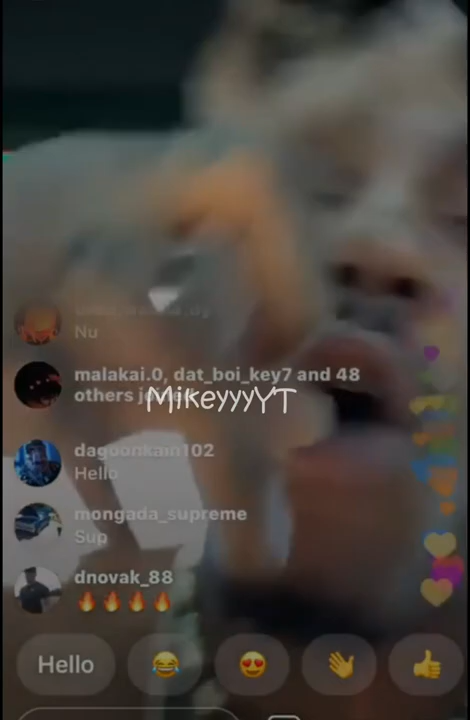 Nu
malakai.0, dat_boi_key7 and 48
others
MikeyyyYT
dagoonkain102
Hello
mongada_supreme
Sup
dnovak_88
🔥🔥🔥🔥
Hello 😂 😍 👋 👍